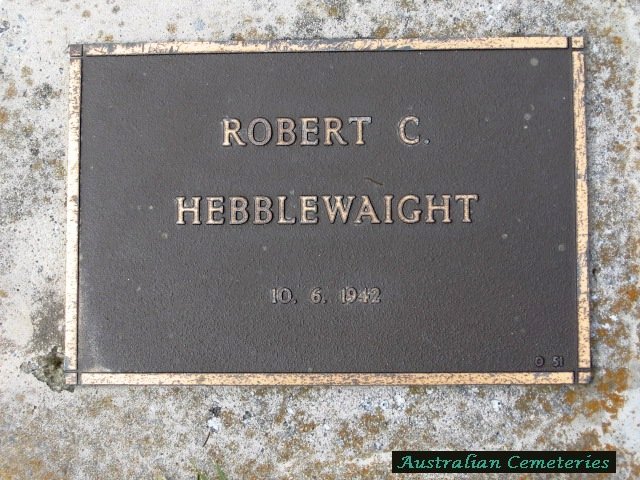 ROBERT C.
HEBBLEWAIGHT
10. 6. 1942
O 51
Australian Cemeteries